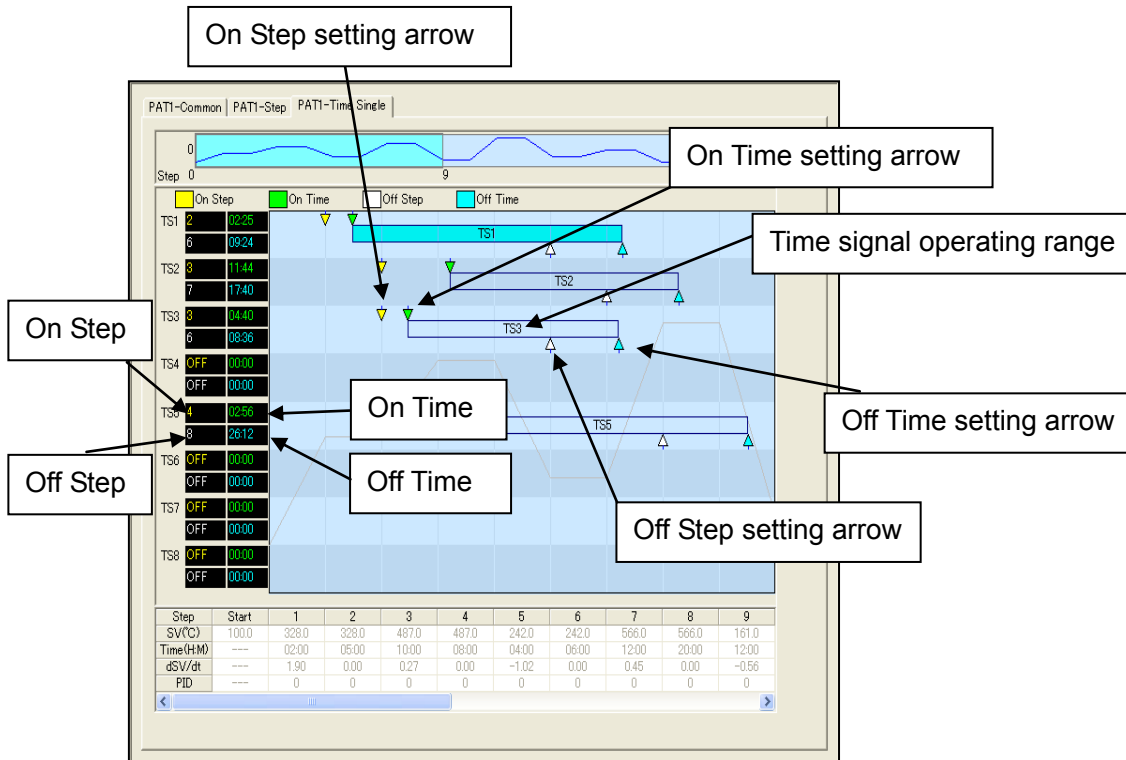 On Step setting arrow
PAT1-Common PAT1-Step PAT1-Time Single
0
Step 0 9
On Time setting arrow
On Step On Time Off Step Off Time
TS1 2 02:25
6 09:24
TS1
Time signal operating range
TS2 3 11:44
7 17:40
TS2
On Step
TS3 3 04:40
6 08:36
TS3
TS4 OFF 00:00
OFF 00:00
On Time
Off Time setting arrow
TS5 4 02:56
8 26:12
TS5
Off Step
Off Time
TS6 OFF 00:00
OFF 00:00
Off Step setting arrow
TS7 OFF 00:00
OFF 00:00
TS8 OFF 00:00
OFF 00:00
Step Start 1 2 3 4 5 6 7 8 9
SV(℃) 100.0 328.0 328.0 487.0 487.0 242.0 242.0 566.0 566.0 161.0
Time(H:M) --- 02:00 05:00 10:00 08:00 04:00 06:00 12:00 20:00 12:00
dSV/dt --- 1.90 0.00 0.27 0.00 -1.02 0.00 0.45 0.00 -0.56
PID --- 0 0 0 0 0 0 0 0 0